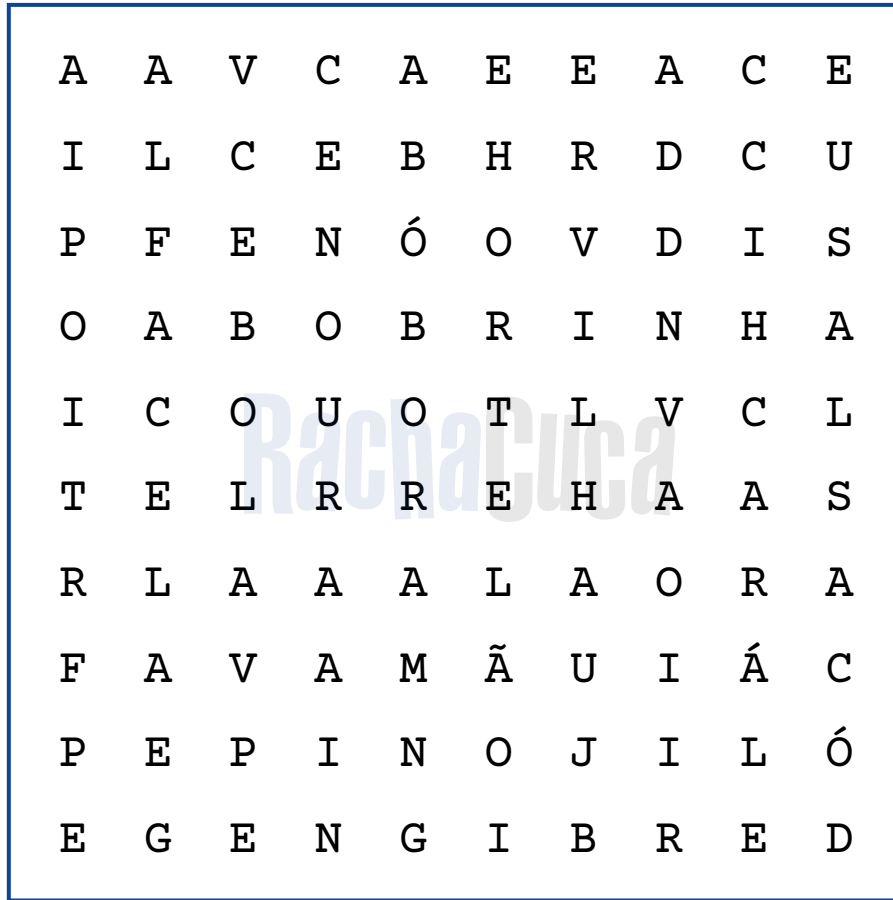 A A V C A E E A C E
I L C E B H R D C U
P F E N Ó O V D I S
O A B O B R I N H A
I C O U O T L V C L
T E L R R E H A A S
R L A A A L A O R A
F A V A M Ã U I Á C
P E P I N O J I L Ó
E G E N G I B R E D
RachaCuca